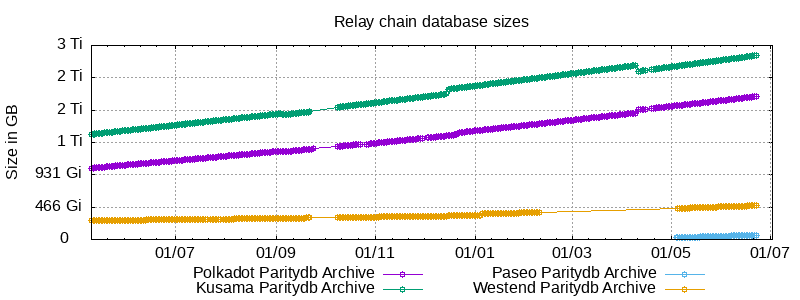 Relay chain database sizes
3 Ti
2 Ti
2 Ti
1 Ti
931 Gi
466 Gi
0
Size in GB
01/07 01/09 01/11 01/01 01/03 01/05 01/07
Polkadot Paritydb Archive Paseo Paritydb Archive
Kusama Paritydb Archive Westend Paritydb Archive